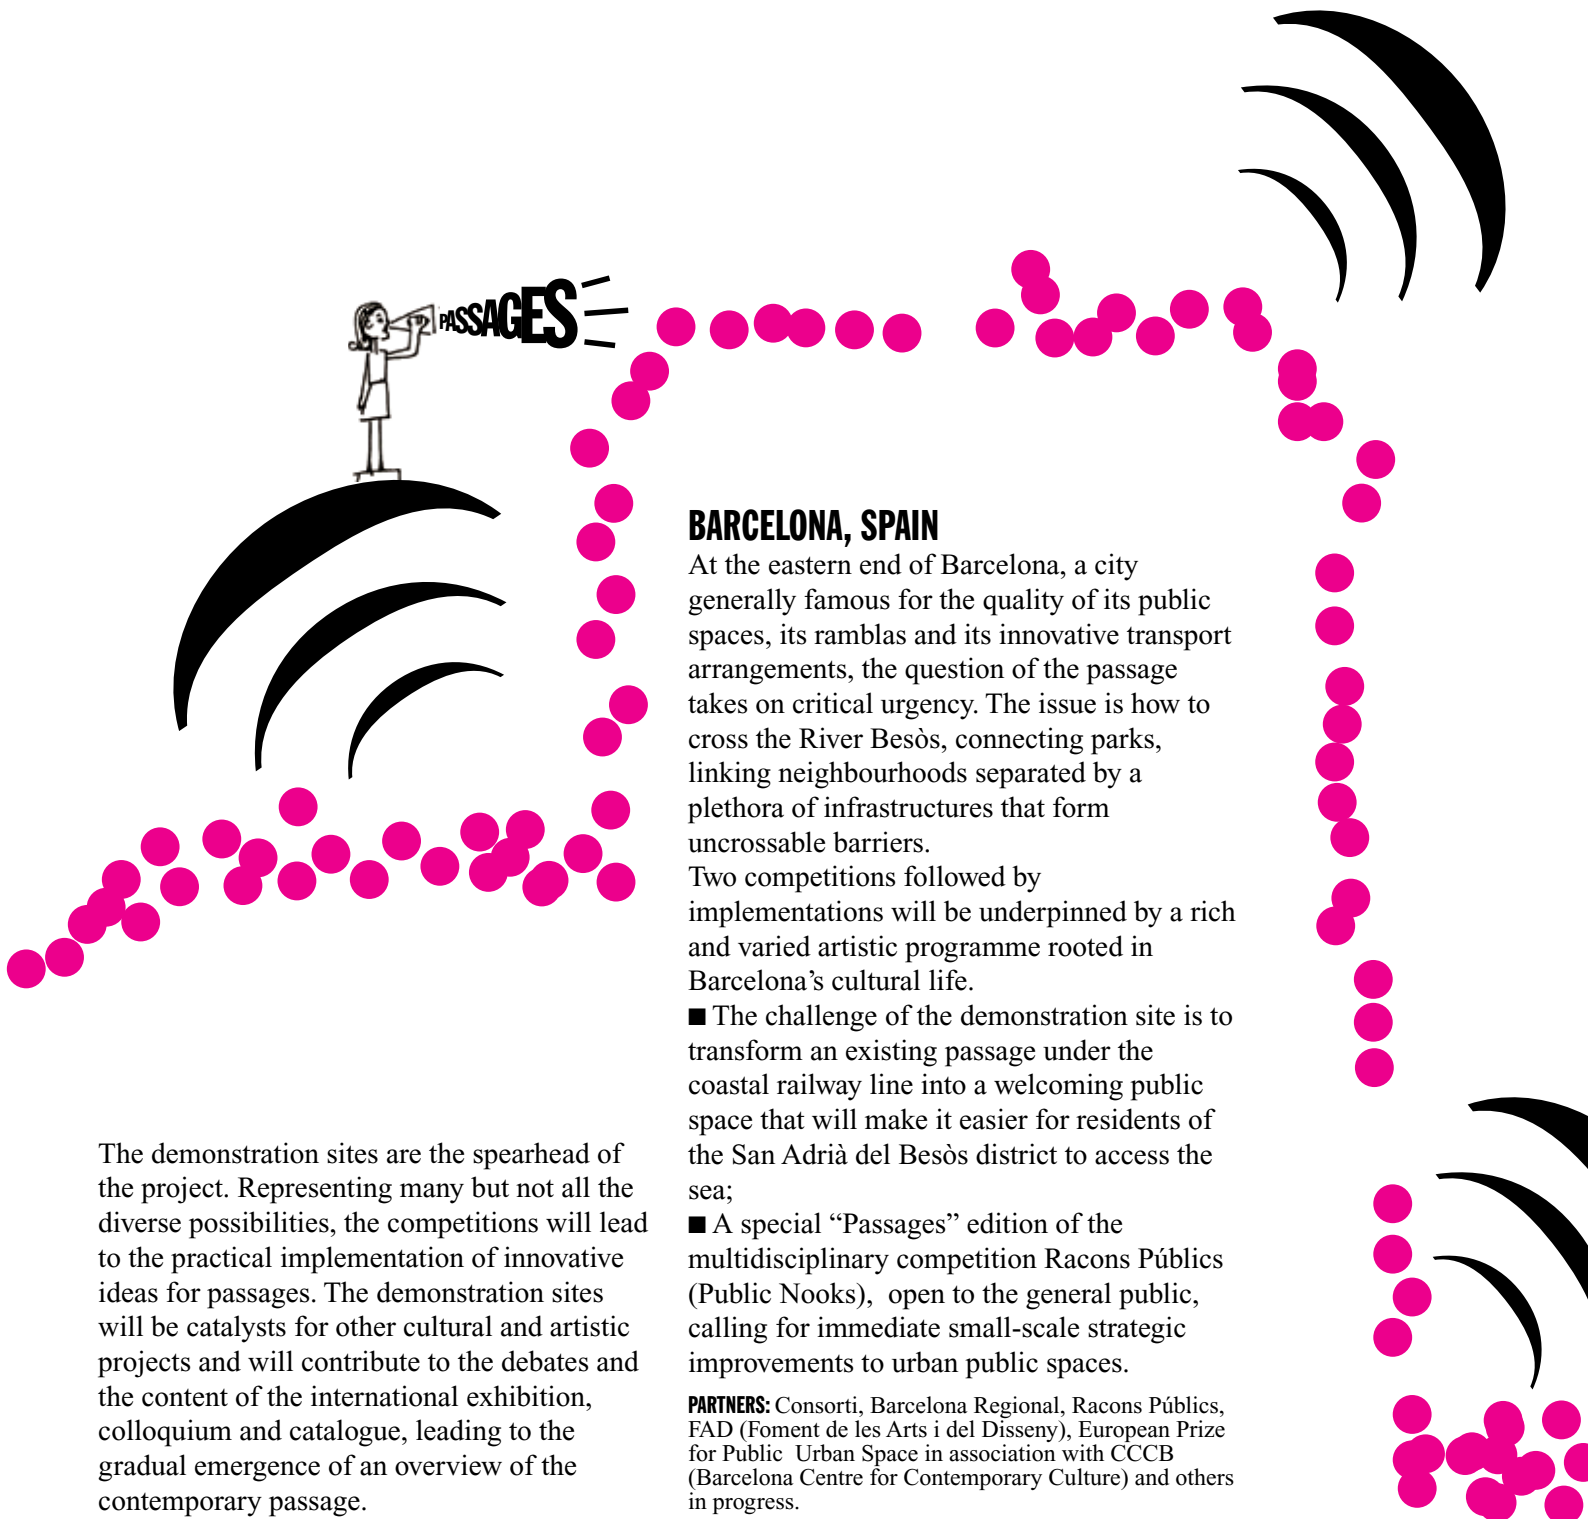 PASSAGES
The demonstration sites are the spearhead of
the project. Representing many but not all the
diverse possibilities, the competitions will lead
to the practical implementation of innovative
ideas for passages. The demonstration sites
will be catalysts for other cultural and artistic
projects and will contribute to the debates and
the content of the international exhibition,
colloquium and catalogue, leading to the
gradual emergence of an overview of the
contemporary passage.
BARCELONA, SPAIN
At the eastern end of Barcelona, a city
generally famous for the quality of its public
spaces, its ramblas and its innovative transport
arrangements, the question of the passage
takes on critical urgency. The issue is how to
cross the River Besòs, connecting parks,
linking neighbourhoods separated by a
plethora of infrastructures that form
uncrossable barriers.
Two competitions followed by
implementations will be underpinned by a rich
and varied artistic programme rooted in
Barcelona’s cultural life.
■ The challenge of the demonstration site is to
transform an existing passage under the
coastal railway line into a welcoming public
space that will make it easier for residents of
the San Adrià del Besòs district to access the
sea;
■ A special “Passages” edition of the
multidisciplinary competition Racons Públics
(Public Nooks),  open to the general public,
calling for immediate small-scale strategic
improvements to urban public spaces.
PARTNERS: Consorti, Barcelona Regional, Racons Públics,
FAD (Foment de les Arts i del Disseny), European Prize
for Public  Urban Space in association with CCCB
(Barcelona Centre for Contemporary Culture) and others
in progress.